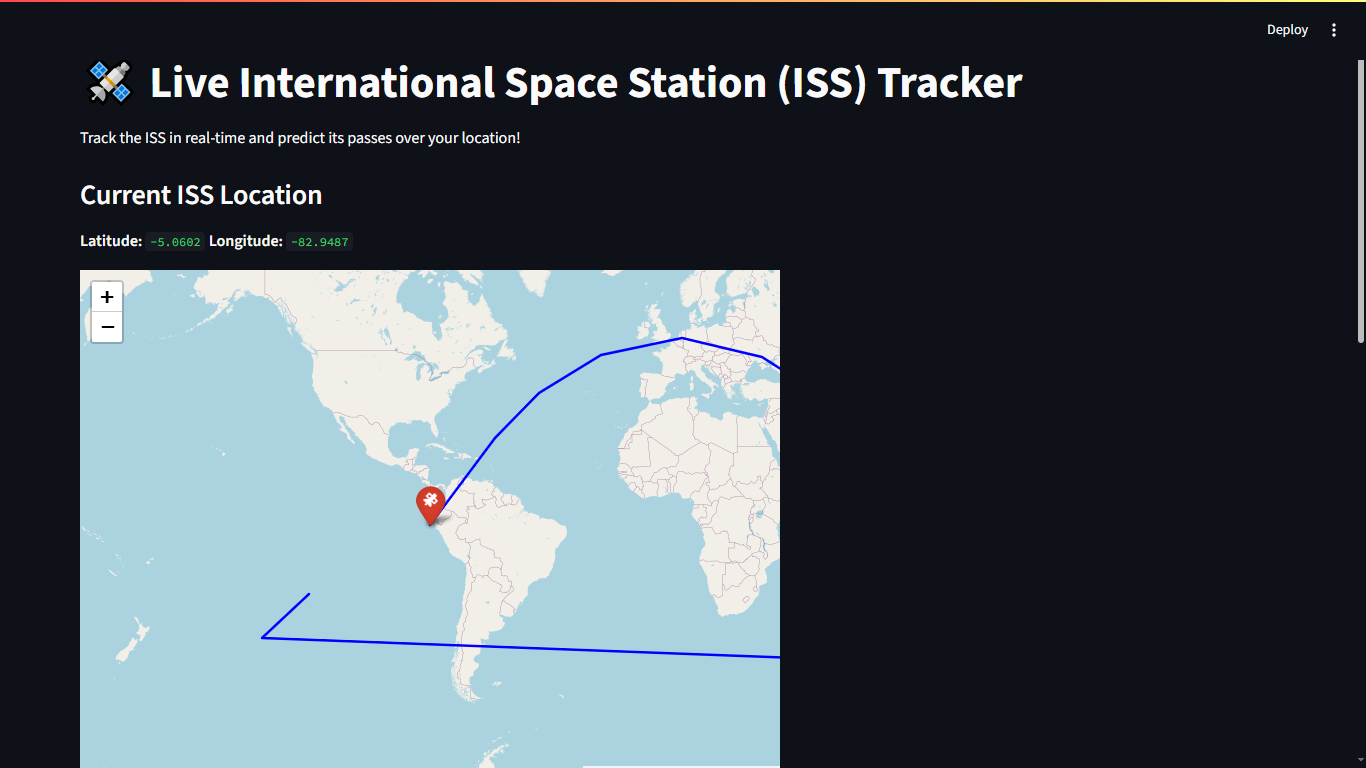 Deploy
Live International Space Station (ISS) Tracker
Track the ISS in real-time and predict its passes over your location!
Current ISS Location
Latitude: -5.0602 Longitude: -82.9487
+
−